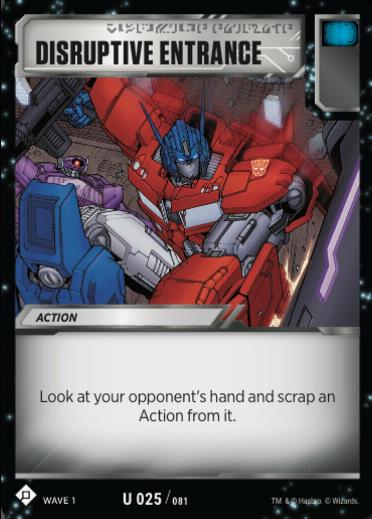 DISRUPTIVE ENTRANCE
ACTION
Look at your opponent's hand and scrap an
Action from it.
WAVE 1
U 025/081
TM & © Hasbro. © Wizards.